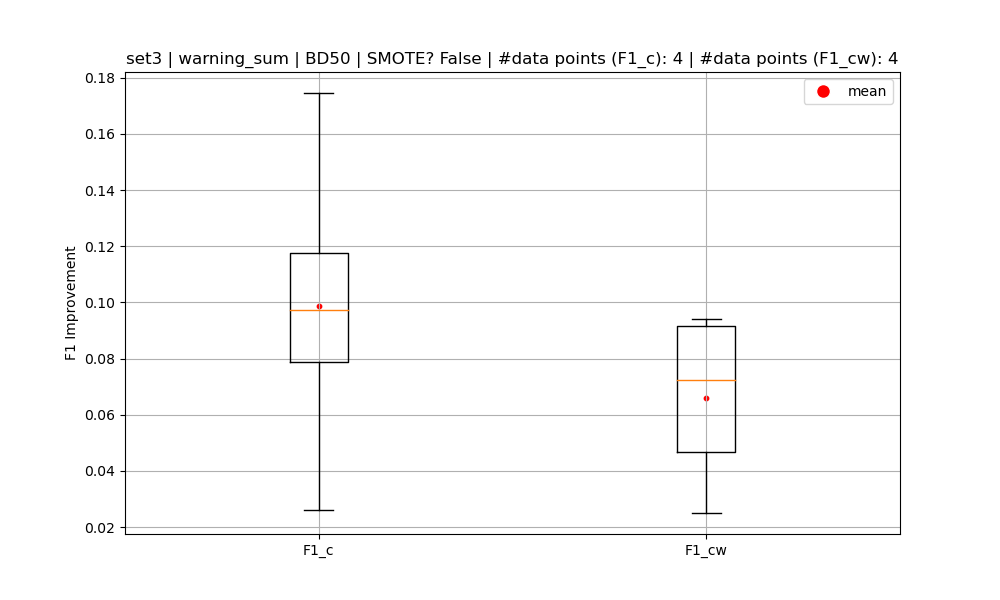 set3 | warning_sum | BD50 | SMOTE? False | #data points (F1_c): 4 | #data points (F1_cw): 4
mean
F1 Improvement
0.18
0.16
0.14
0.12
0.10
0.08
0.06
0.04
0.02
F1_c
F1_cw